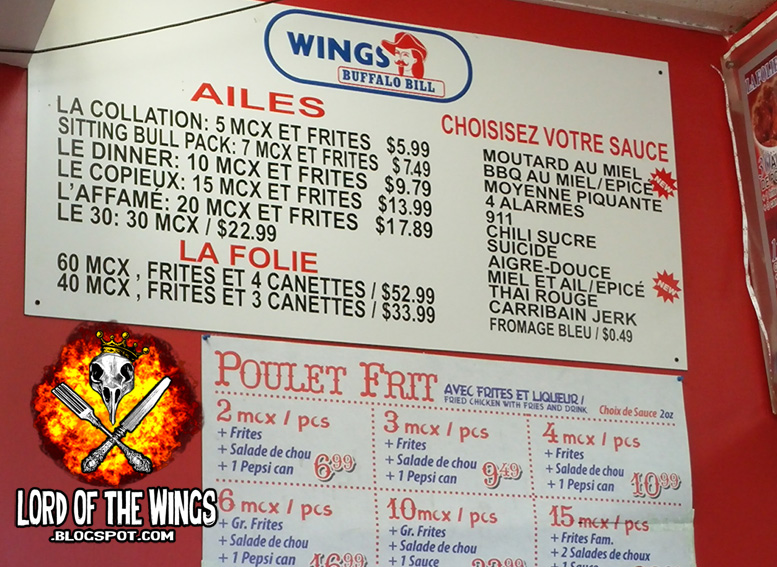 WINGS
BUFFALO BILL
AILES
LA COLLATION: 5 MCX ET FRITES $5.99
SITTING BULL PACK: 7 MCX ET FRITES $7.49
LE DINNER: 10 MCX ET FRITES $9.79
LE COPIEUX: 15 MCX ET FRITES $13.99
L'AFFAMÉ: 20 MCX ET FRITES $17.89
LE 30: 30 MCX / $22.99
LA FOLIE
60 MCX , FRITES ET 4 CANETTES / $52.99
40 MCX , FRITES ET 3 CANETTES / $33.99
CHOISISEZ VOTRE SAUCE
MOUTARD AU MIEL
BBQ AU MIEL/EPICÉ NEW
MOYENNE PIQUANTE
4 ALARMES
911
CHILI SUCRE
SUICIDE
AIGRE-DOUCE
MIEL ET AIL/EPICÉ NEW
THAI ROUGE
CARRIBAIN JERK
FROMAGE BLEU / $0.49
POULET FRIT AVEC FRITES ET LIQUEUR /
FRIED CHICKEN WITH FRIES AND DRINK Choix de Sauce 2oz
2 mcx / pcs
+ Frites
+ Salade de chou
+ 1 Pepsi can 6.99
3 mcx / pcs
+ Frites
+ Salade de chou
+ 1 Pepsi can 9.49
4 mcx / pcs
+ Frites
+ Salade de chou
+ 1 Pepsi can 10.99
6 mcx / pcs
+ Gr. Frites
+ Salade de chou
+ 1 Pepsi can 16.99
10 mcx / pcs
+ Gr. Frites
+ Salade de chou
+ 1 Sauce
15 mcx / pcs
+ Frites Fam.
+ 2 Salades de choux
LORD OF THE WINGS
.BLOGSPOT.COM